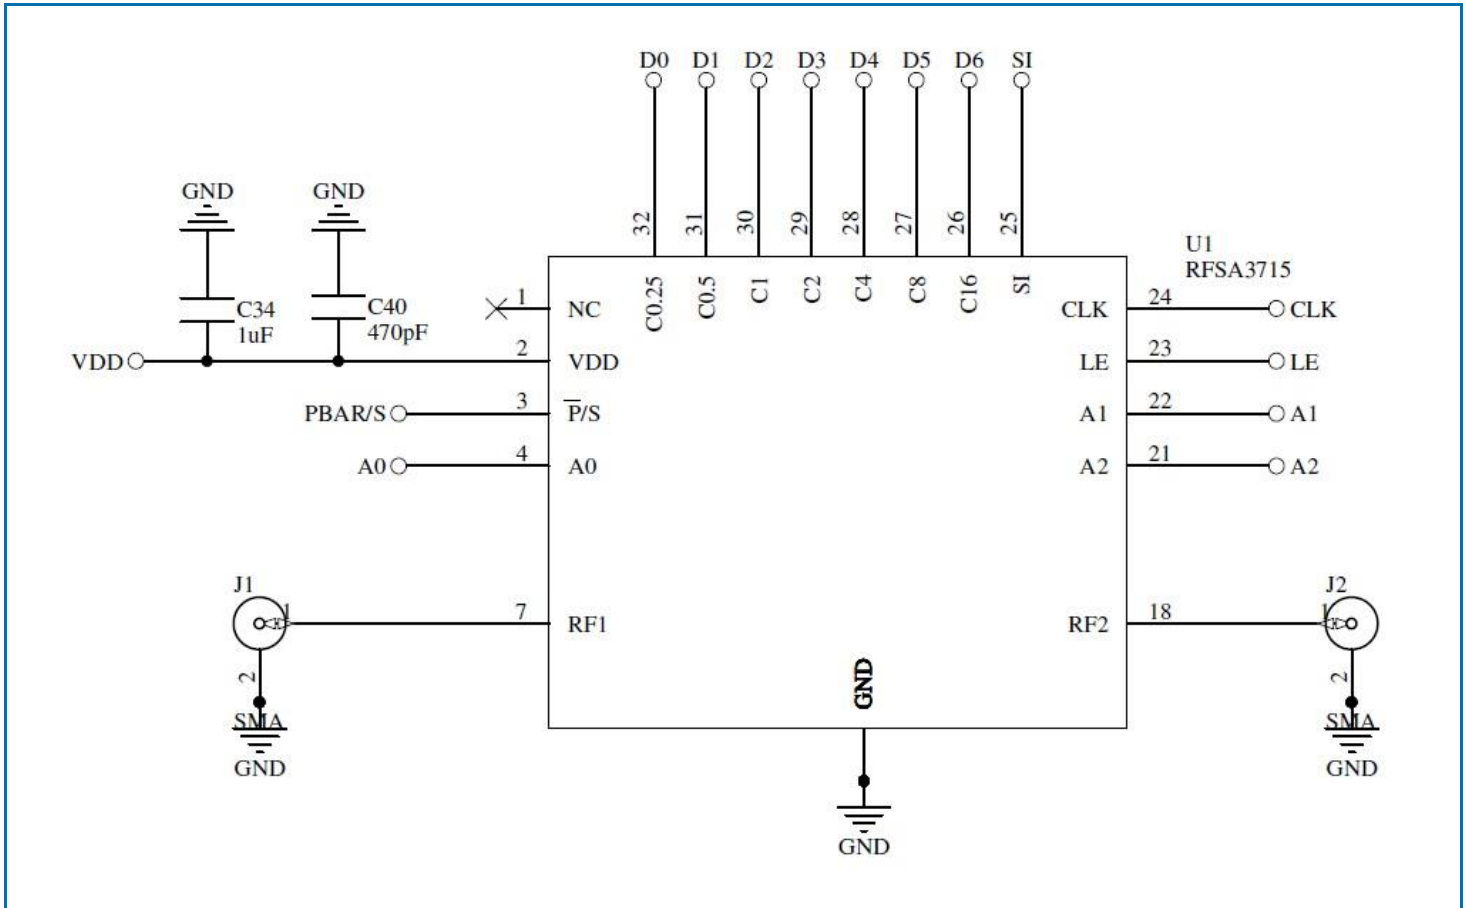 D0 D1 D2 D3 D4 D5 D6 SI
GND GND
32 31 30 29 28 27 26 25
U1
RFSA3715
C0.25 C0.5 C1 C2 C4 C8 C16 SI
C34
1uF
C40
470pF
1 NC CLK 24 CLK
VDD 2 VDD LE 23 LE
PBAR/S 3 P̅/S A1 22 A1
A0 4 A0 A2 21 A2
J1 J2
1 7 RF1 RF2 18 1
2 GND 2
SMA SMA
GND GND
GND